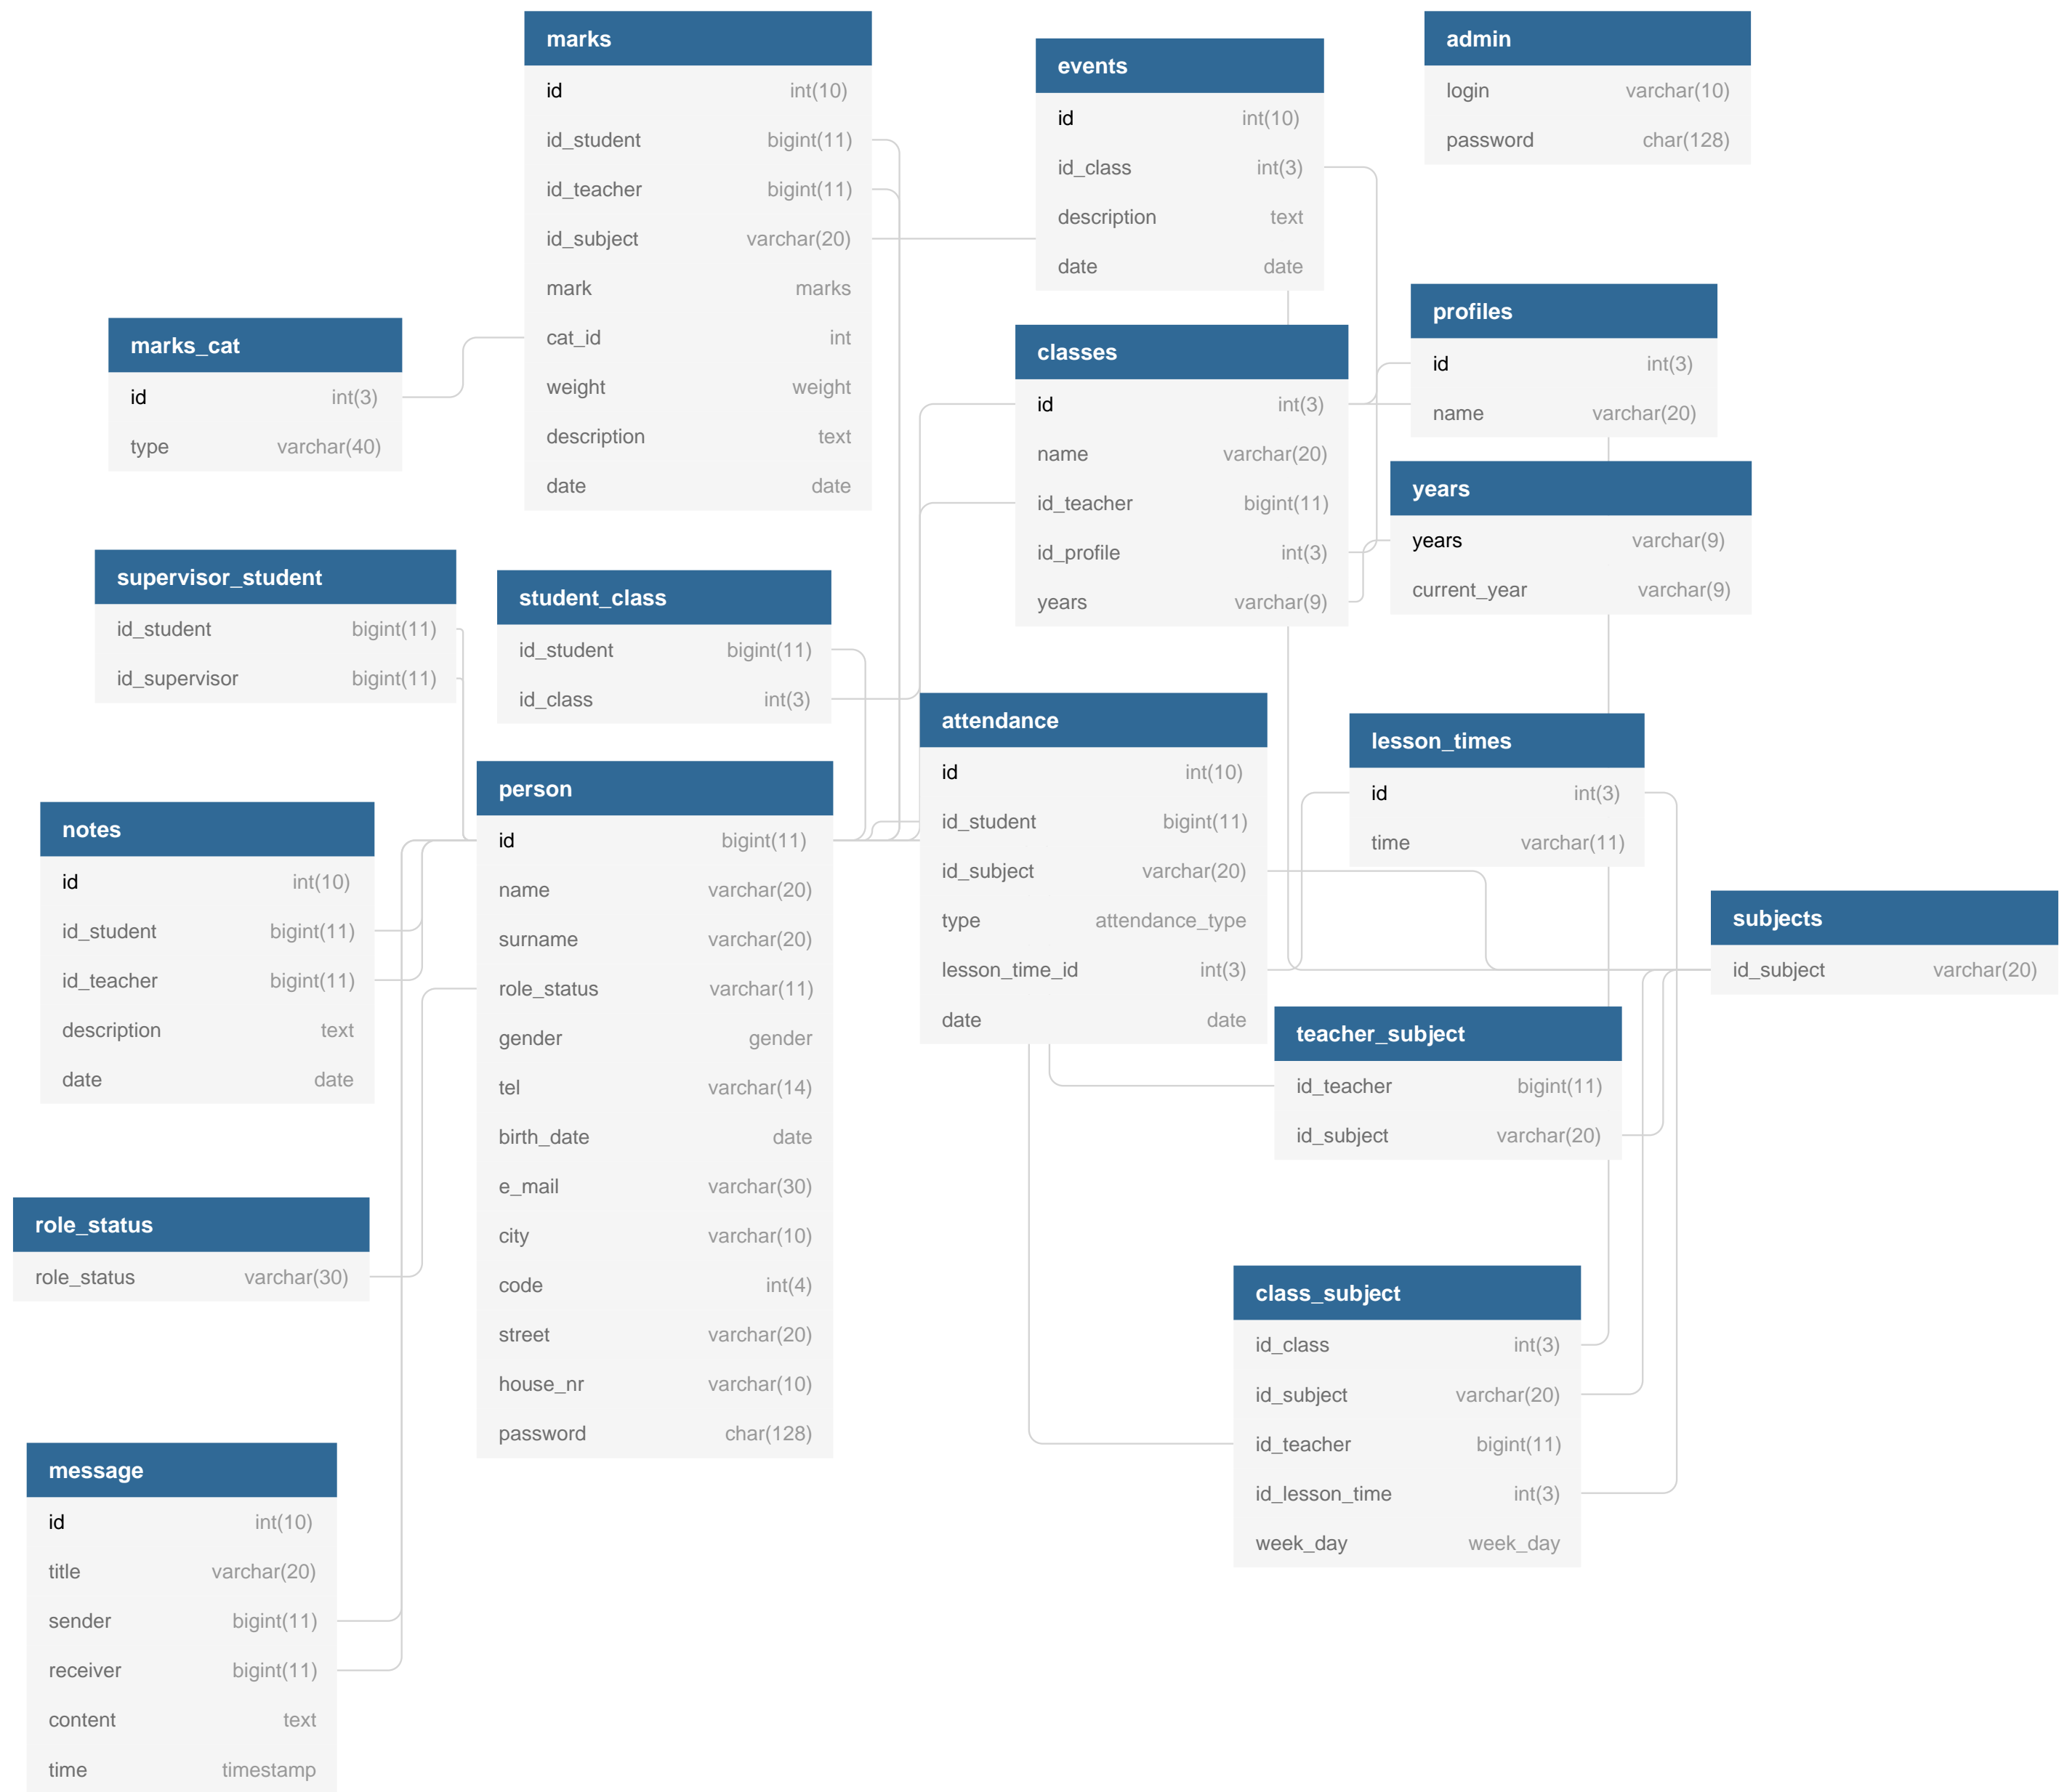 marks
id int(10)
id_student bigint(11)
id_teacher bigint(11)
id_subject varchar(20)
mark marks
cat_id int
weight weight
description text
date date
events
id int(10)
id_class int(3)
description text
date date
admin
login varchar(10)
password char(128)
profiles
id int(3)
name varchar(20)
marks_cat
id int(3)
type varchar(40)
classes
id int(3)
name varchar(20)
id_teacher bigint(11)
id_profile int(3)
years varchar(9)
years
years varchar(9)
current_year varchar(9)
supervisor_student
id_student bigint(11)
id_supervisor bigint(11)
student_class
id_student bigint(11)
id_class int(3)
attendance
id int(10)
id_student bigint(11)
id_subject varchar(20)
type attendance_type
lesson_time_id int(3)
date date
lesson_times
id int(3)
time varchar(11)
person
id bigint(11)
name varchar(20)
surname varchar(20)
role_status varchar(11)
gender gender
tel varchar(14)
birth_date date
e_mail varchar(30)
city varchar(10)
code int(4)
street varchar(20)
house_nr varchar(10)
password char(128)
notes
id int(10)
id_student bigint(11)
id_teacher bigint(11)
description text
date date
subjects
id_subject varchar(20)
teacher_subject
id_teacher bigint(11)
id_subject varchar(20)
role_status
role_status varchar(30)
class_subject
id_class int(3)
id_subject varchar(20)
id_teacher bigint(11)
id_lesson_time int(3)
week_day week_day
message
id int(10)
title varchar(20)
sender bigint(11)
receiver bigint(11)
content text
time timestamp